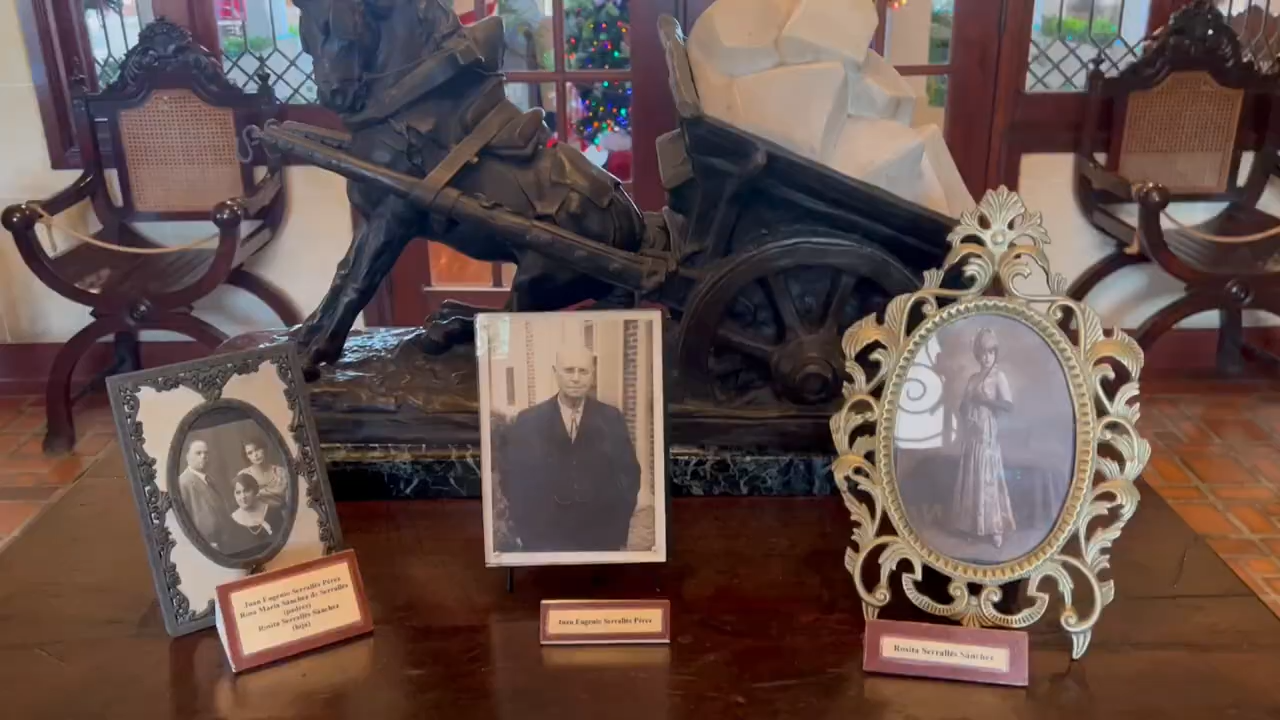 Juan Eugenio Serrallés Pérez
Rosa María Sánchez de Serrallés
(padres)
Rosita Serrallés Sánchez
(hija)
Juan Eugenio Serrallés Pérez
Rosita Serrallés Sánchez